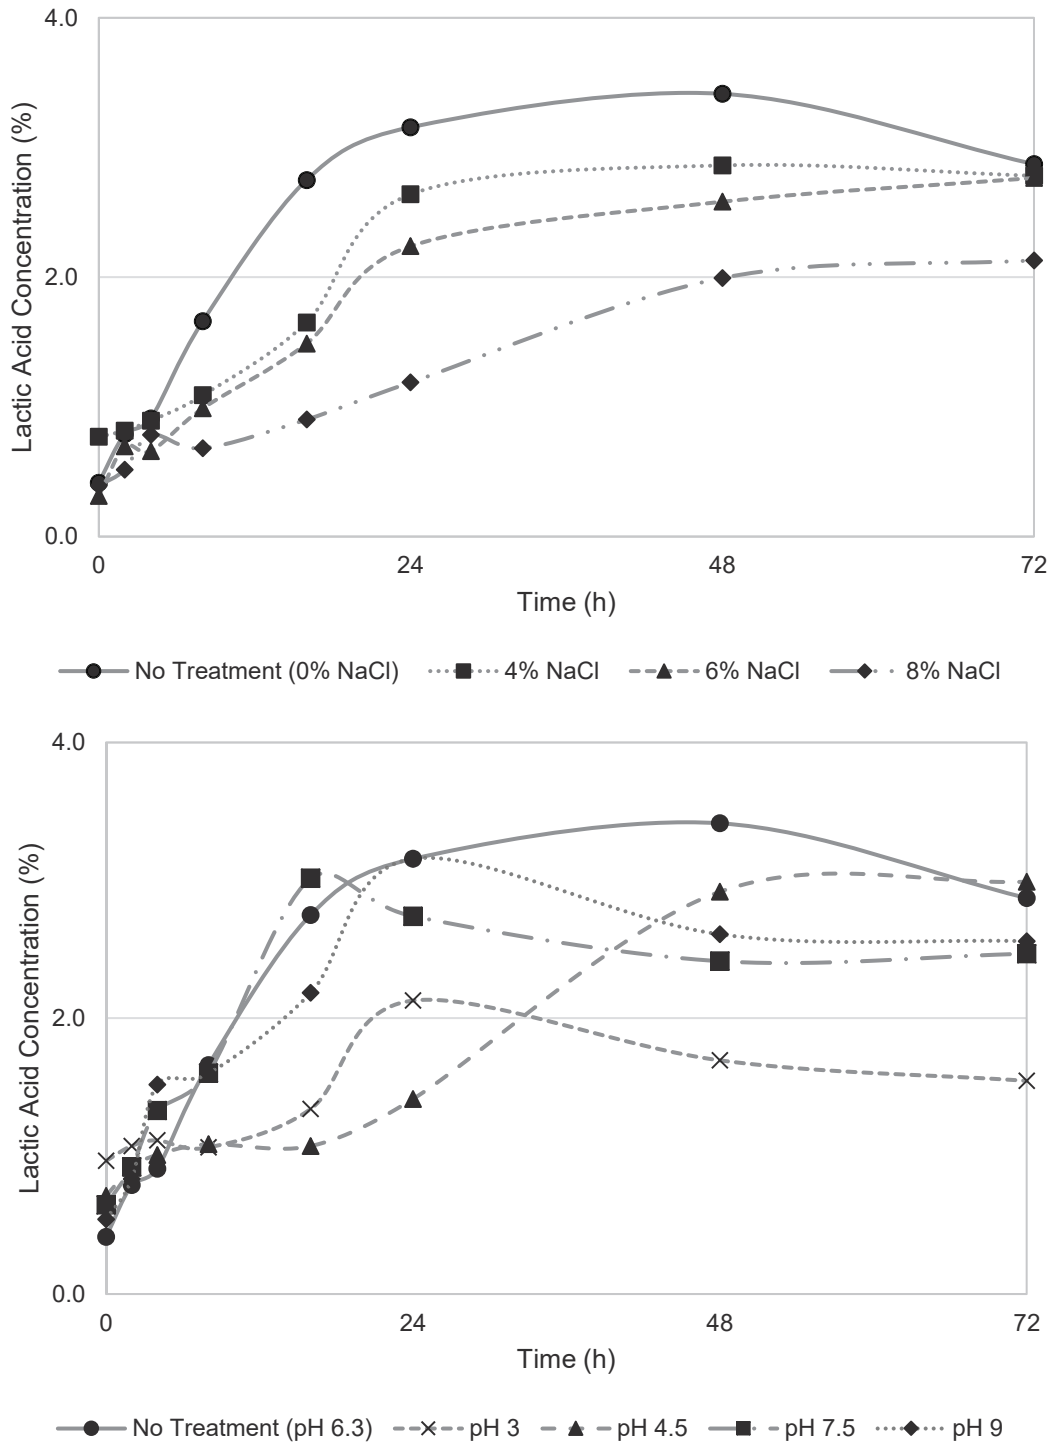 4.0
2.0
0.0
Lactic Acid Concentration (%)
0 24 48 72
Time (h)
No Treatment (0% NaCl) 4% NaCl 6% NaCl 8% NaCl
4.0
2.0
0.0
Lactic Acid Concentration (%)
0 24 48 72
Time (h)
No Treatment (pH 6.3) pH 3 pH 4.5 pH 7.5 pH 9